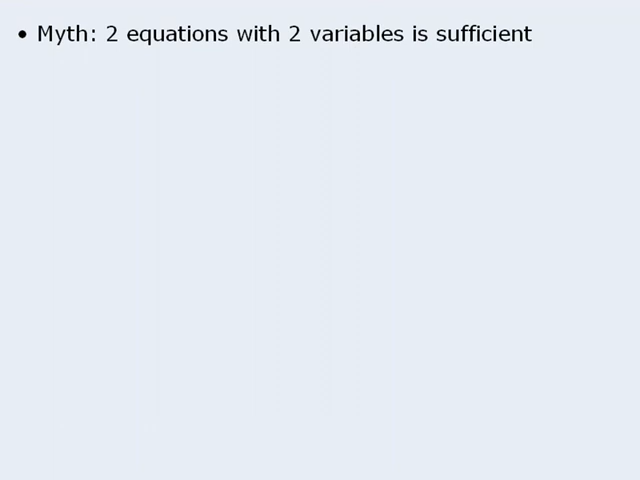 • Myth: 2 equations with 2 variables is sufficient